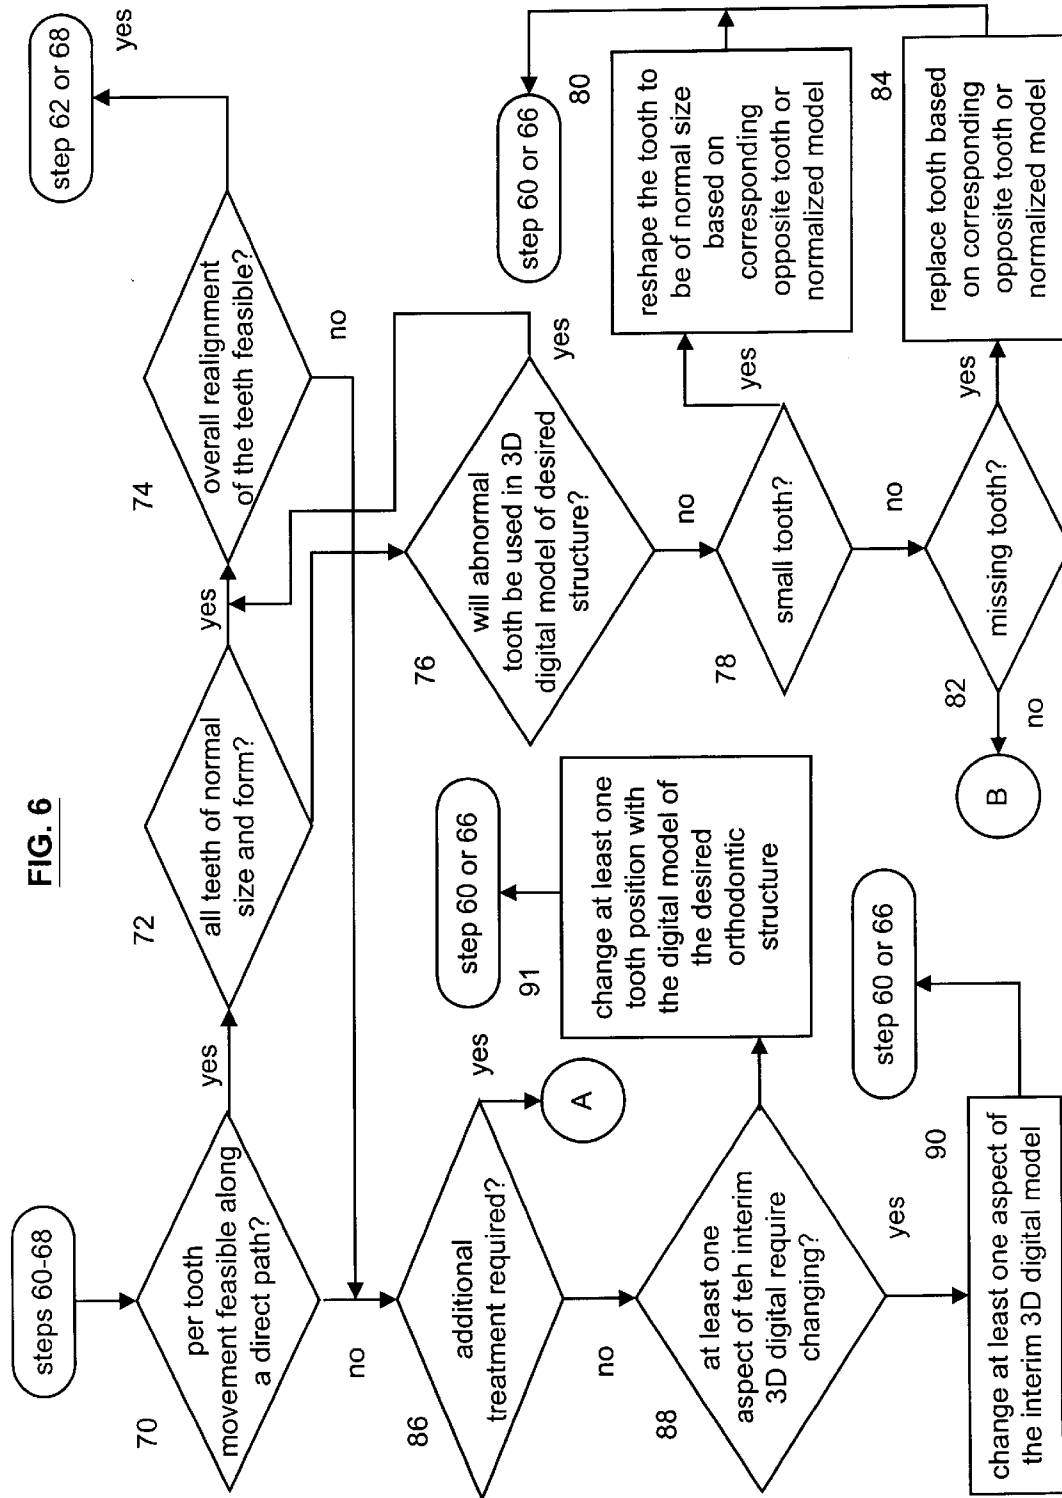 FIG. 6
steps 60-68
70
per tooth
movement feasible along
a direct path?
yes
no
72
all teeth of normal
size and form?
yes
74
overall realignment
of the teeth feasible?
yes
no
step 62 or 68
86
additional
treatment required?
yes
no
A
76
will abnormal
tooth be used in 3D
digital model of desired
structure?
yes
no
step 60 or 66
88
at least one
aspect of teh interim
3D digital require
changing?
yes
91
change at least one
tooth position with
the digital model of
the desired
orthodontic
structure
step 60 or 66
78
small tooth?
yes
no
80
reshape the tooth to
be of normal size
based on
corresponding
opposite tooth or
normalized model
90
change at least one aspect of
the interim 3D digital model
step 60 or 66
82
missing tooth?
yes
no
B
84
replace tooth based
on corresponding
opposite tooth or
normalized model